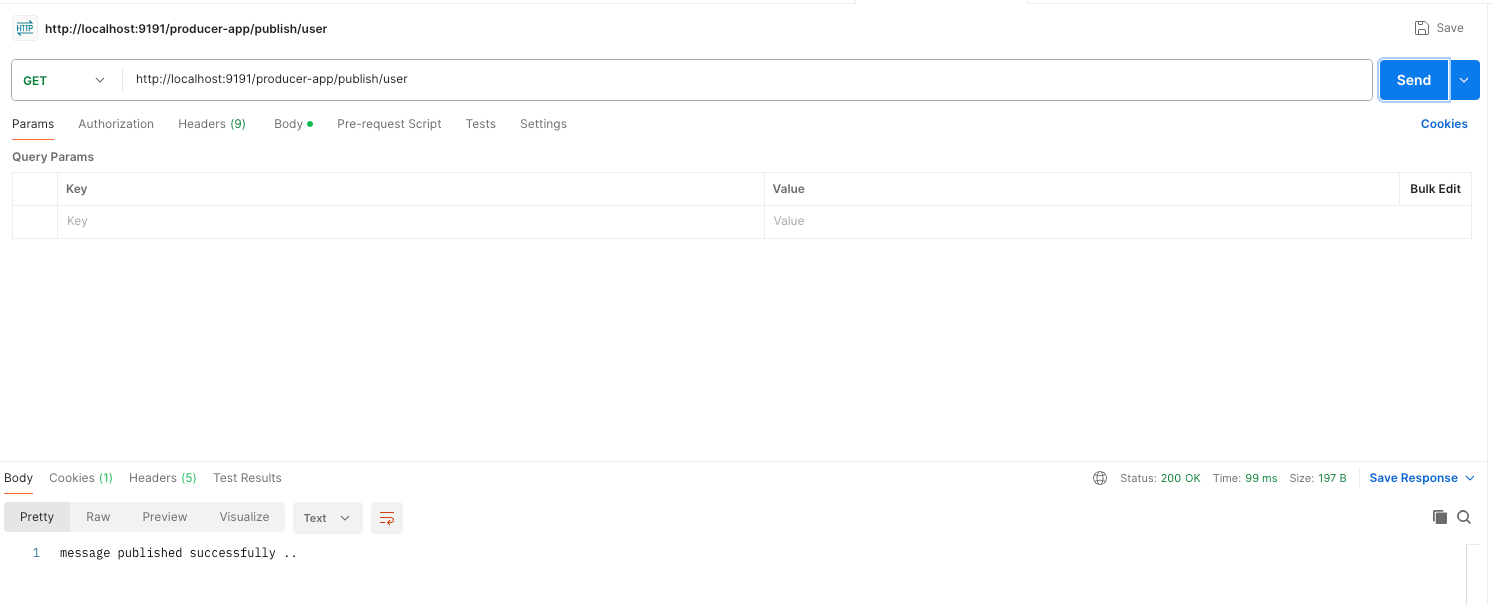 HTTP http://localhost:9191/producer-app/publish/user Save
GET http://localhost:9191/producer-app/publish/user Send
Params Authorization Headers (9) Body Pre-request Script Tests Settings Cookies
Query Params
Key Value Bulk Edit
Key Value
Body Cookies (1) Headers (5) Test Results Status: 200 OK Time: 99 ms Size: 197 B Save Response
Pretty Raw Preview Visualize Text
1 message published successfully ..